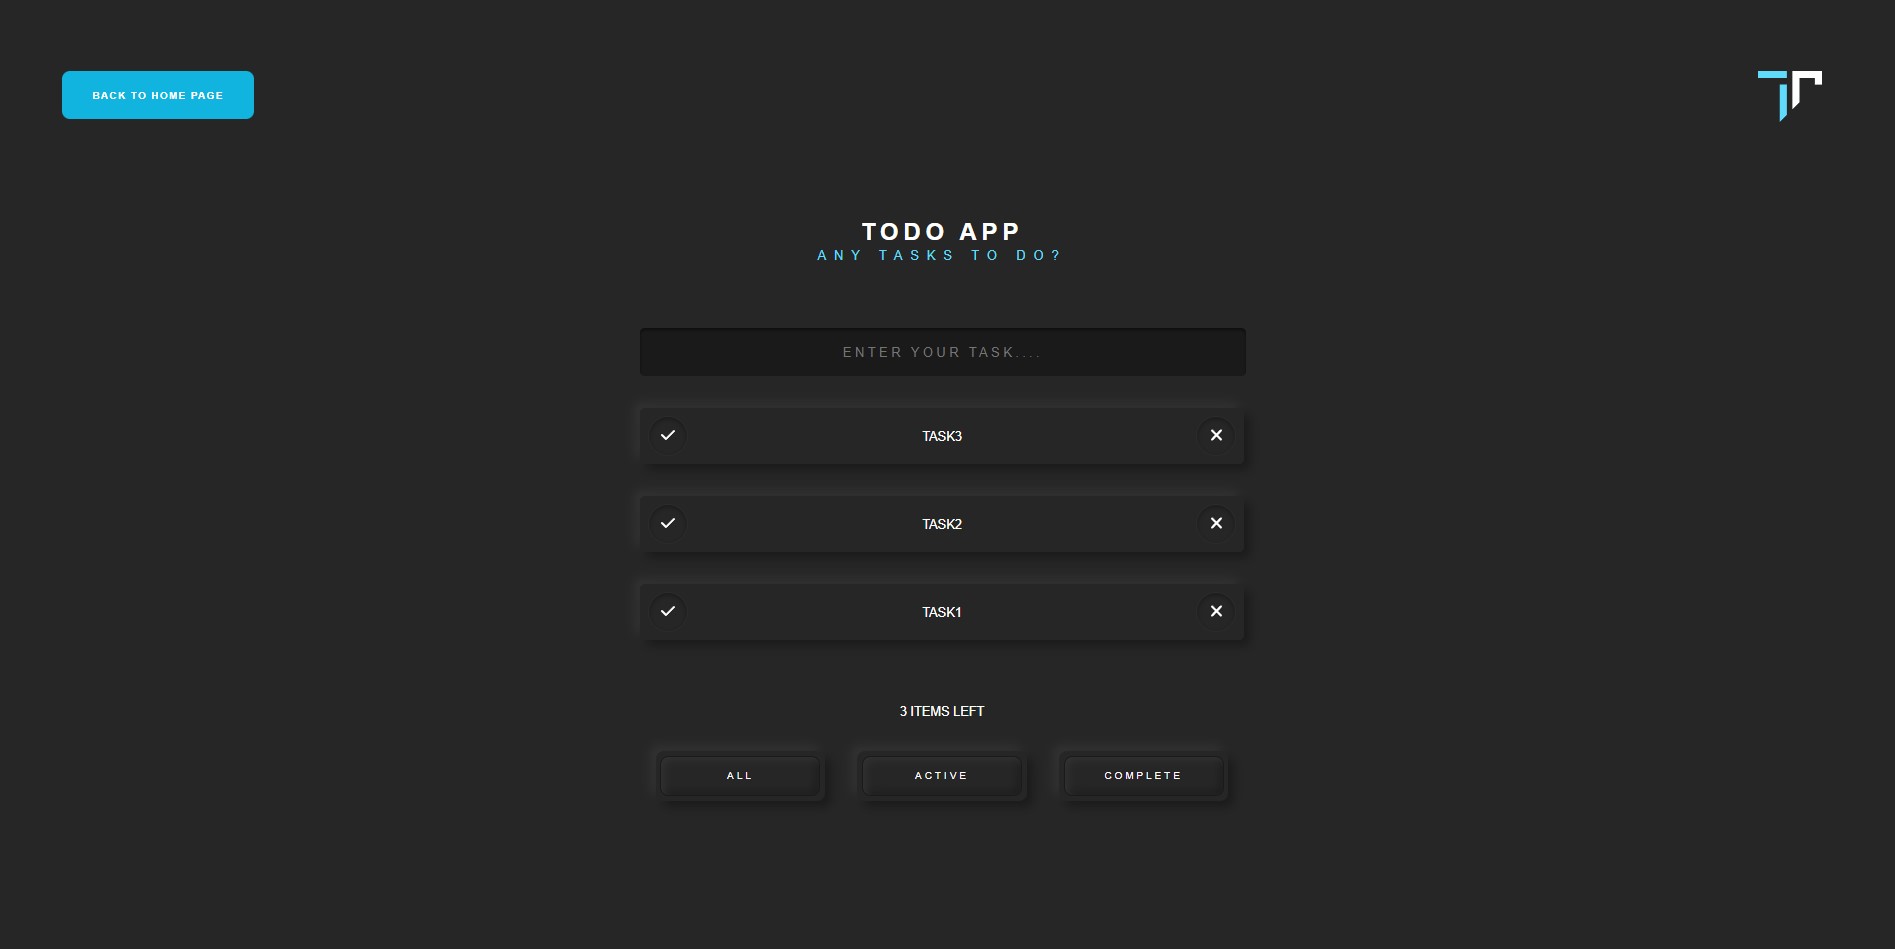 BACK TO HOME PAGE
TODO APP
ANY TASKS TO DO?
ENTER YOUR TASK....
TASK3
TASK2
TASK1
3 ITEMS LEFT
ALL
ACTIVE
COMPLETE